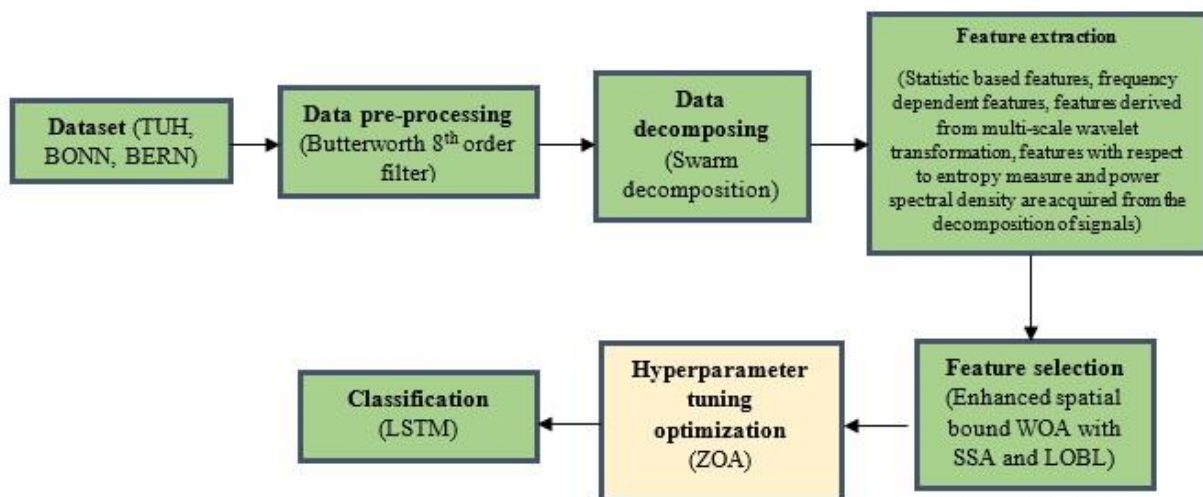 Dataset (TUH,
BONN, BERN)
Data pre-processing
(Butterworth 8th order
filter)
Data
decomposing
(Swarm
decomposition)
Feature extraction
(Statistic based features, frequency
dependent features, features derived
from multi-scale wavelet
transformation, features with respect
to entropy measure and power
spectral density are acquired from the
decomposition of signals)
Feature selection
(Enhanced spatial
bound WOA with
SSA and LOBL)
Hyperparameter
tuning
optimization
(ZOA)
Classification
(LSTM)